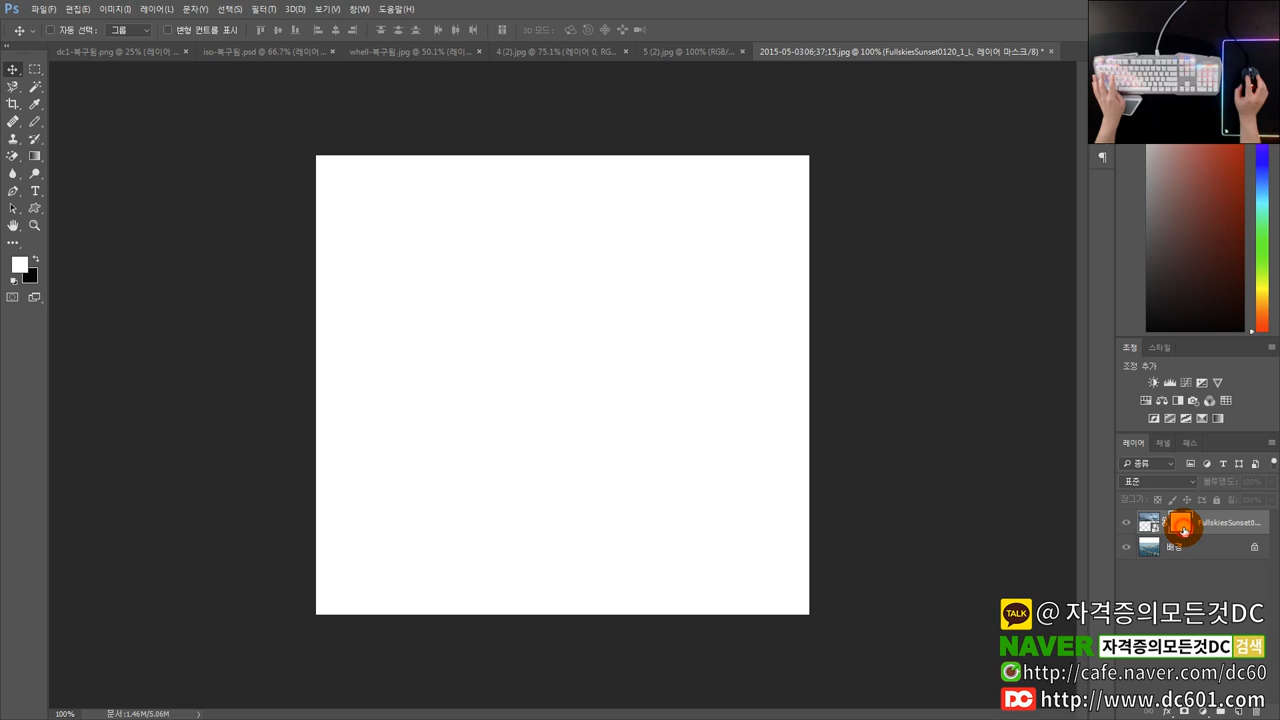 Ps 파일(F) 편집(E) 이미지(I) 레이어(L) 문자(Y) 선택(S) 필터(T) 3D(D) 보기(V) 창(W) 도움말(H)
자동 선택: 그룹 변형 컨트롤 표시 3D 모드:
dc1-복구됨.png @ 25% (레이어 ... × iso-복구됨.psd @ 66.7% (레이어... × whell-복구됨.jpg @ 50.1% (레이... × 4 (2).jpg @ 75.1% (레이어 0, RG... × 5 (2).jpg @ 100% (RGB/... × 2015-05-0306;37;15.jpg @ 100% (FullskiesSunset0120_1_L, 레이어 마스크/8) * ×
조정 스타일
조정 추가
레이어 채널 패스
종류
표준 불투명도: 100%
잠그기: 칠: 100%
FullskiesSunset0...
배경
TALK @ 자격증의모든것DC
NAVER 자격증의모든것DC 검색
http://cafe.naver.com/dc60
DC http://www.dc601.com
100% 문서:1.46M/5.06M